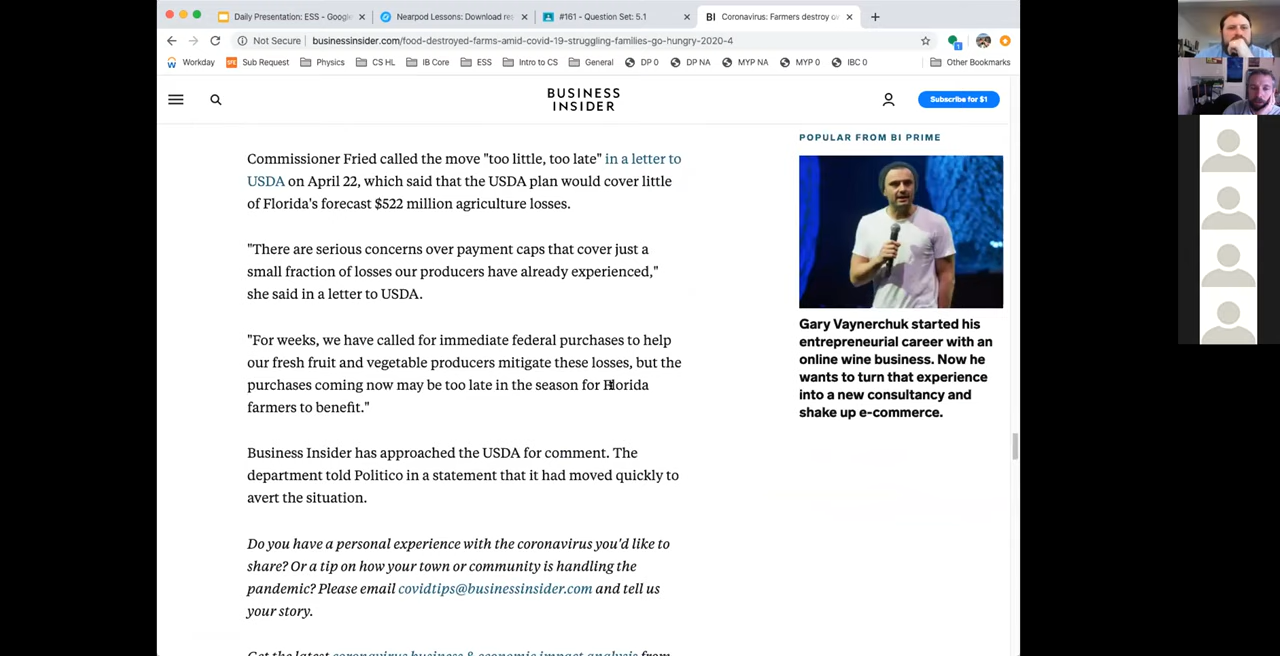 Daily Presentation: ESS - Google
Nearpod Lessons: Download re
#161 - Question Set: 5.1
BI Coronavirus: Farmers destroy o
Not Secure businessinsider.com/food-destroyed-farms-amid-covid-19-struggling-families-go-hungry-2020-4
Workday Sub Request Physics CS HL IB Core ESS Intro to CS General DP 0 DP NA MYP NA MYP 0 IBC 0 Other Bookmarks
BUSINESS
INSIDER
Subscribe for $1
Commissioner Fried called the move "too little, too late" in a letter to
USDA on April 22, which said that the USDA plan would cover little
of Florida's forecast $522 million agriculture losses.
"There are serious concerns over payment caps that cover just a
small fraction of losses our producers have already experienced,"
she said in a letter to USDA.
"For weeks, we have called for immediate federal purchases to help
our fresh fruit and vegetable producers mitigate these losses, but the
purchases coming now may be too late in the season for Florida
farmers to benefit."
Business Insider has approached the USDA for comment. The
department told Politico in a statement that it had moved quickly to
avert the situation.
Do you have a personal experience with the coronavirus you'd like to
share? Or a tip on how your town or community is handling the
pandemic? Please email covidtips@businessinsider.com and tell us
your story.
Get the latest coronavirus business & economic impact analysis from
POPULAR FROM BI PRIME
Gary Vaynerchuk started his
entrepreneurial career with an
online wine business. Now he
wants to turn that experience
into a new consultancy and
shake up e-commerce.